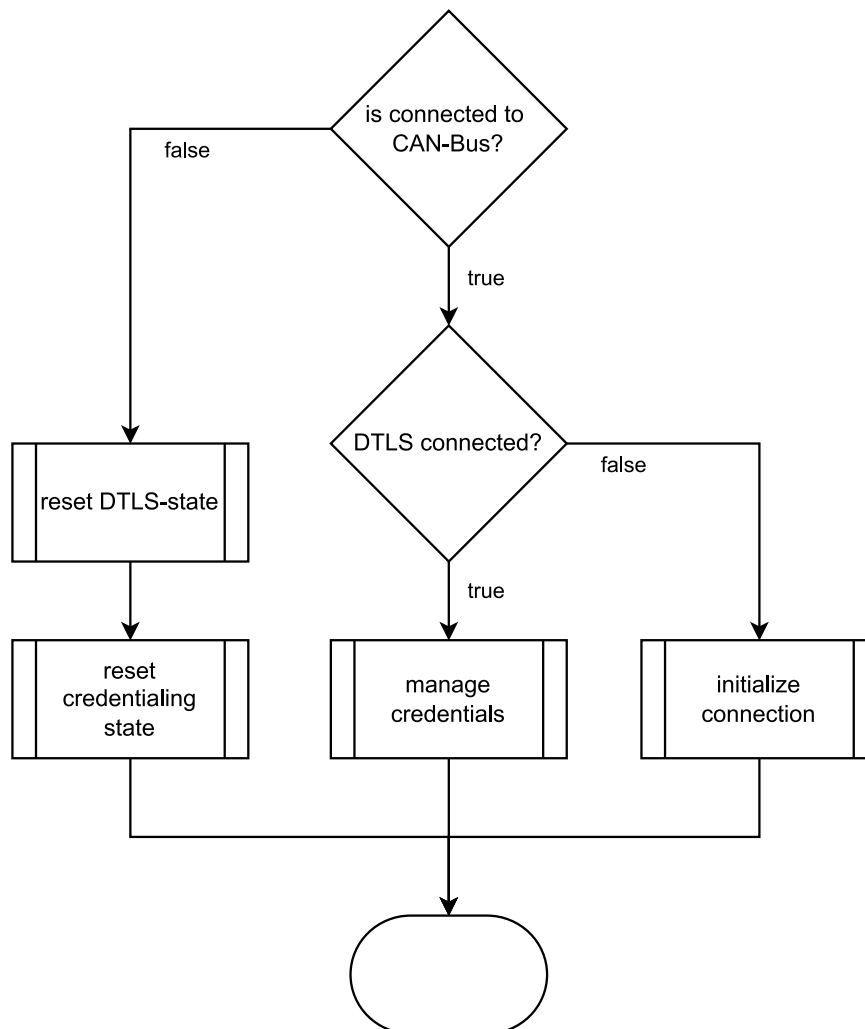 is connected to
CAN-Bus?
false
true
DTLS connected?
false
reset DTLS-state
true
reset
credentialing
state
manage
credentials
initialize
connection